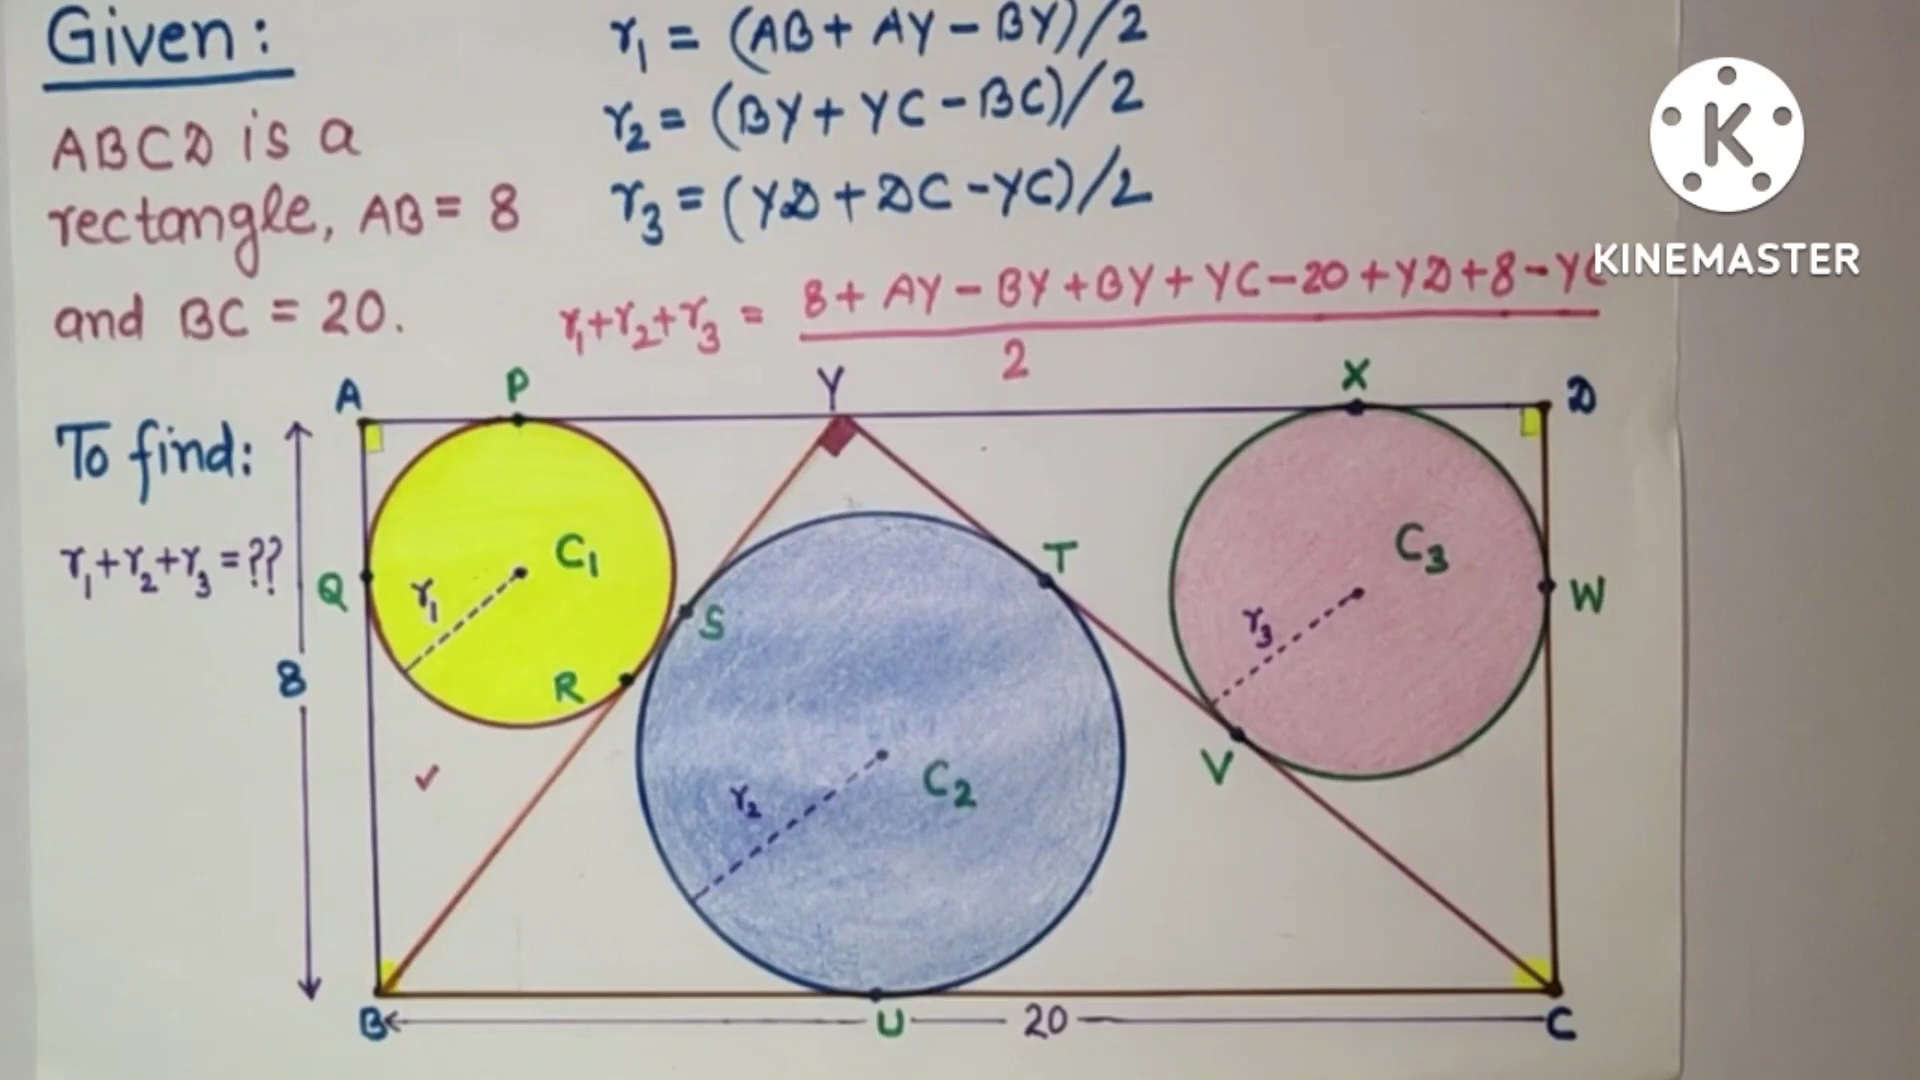 Given:
ABCD is a
rectangle, AB = 8
and BC = 20.
r1 = (AB + AY - BY)/2
r2 = (BY + YC - BC)/2
r3 = (YD + DC - YC)/2
r1+r2+r3 = 8 + AY - BY + BY + YC - 20 + YD + 8 - YC
2
K
KINEMASTER
To find:
r1+r2+r3 = ??
A P Y X D
Q r1 C1 S T C3 W
8 R r3
r2 C2 V
B U 20 C